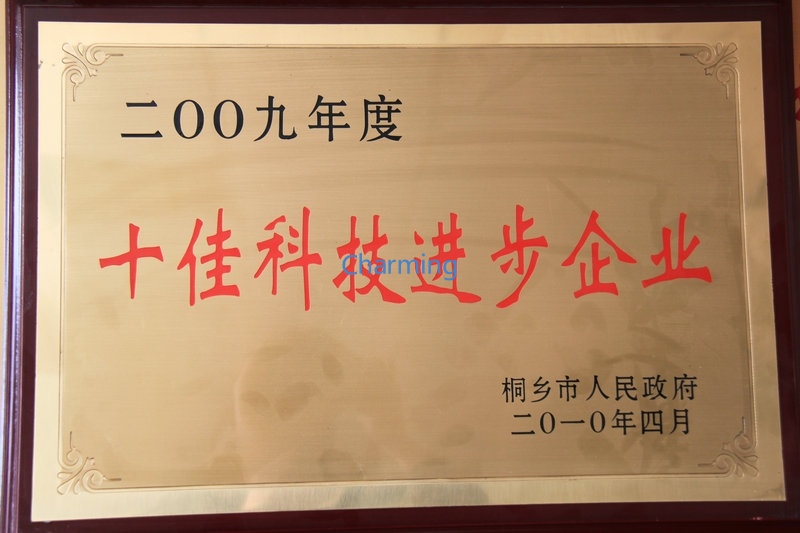 二OO九年度
十佳科技进步企业
Charming
桐乡市人民政府
二O一O年四月